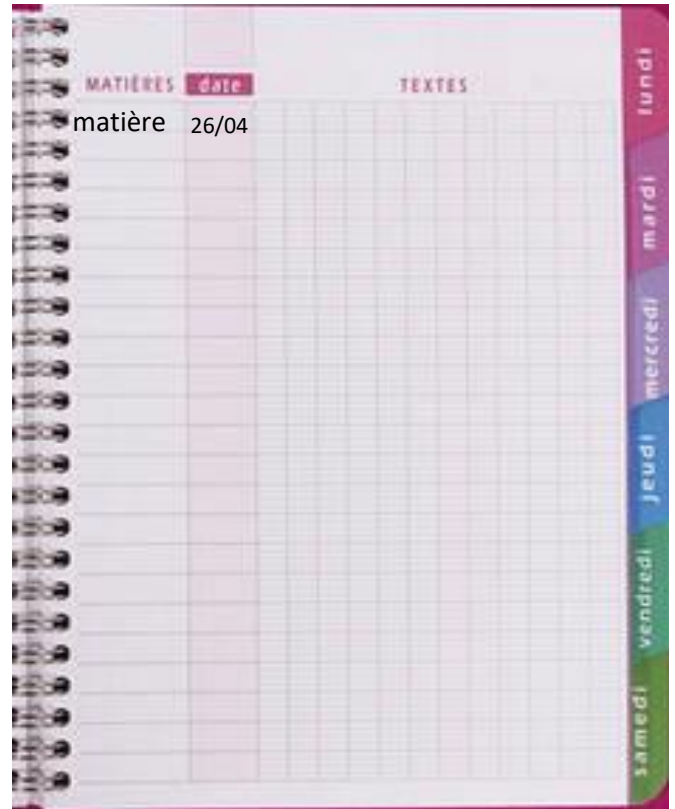 MATIÈRES date TEXTES
matière 26/04
lundi
mardi
mercredi
jeudi
vendredi
samedi